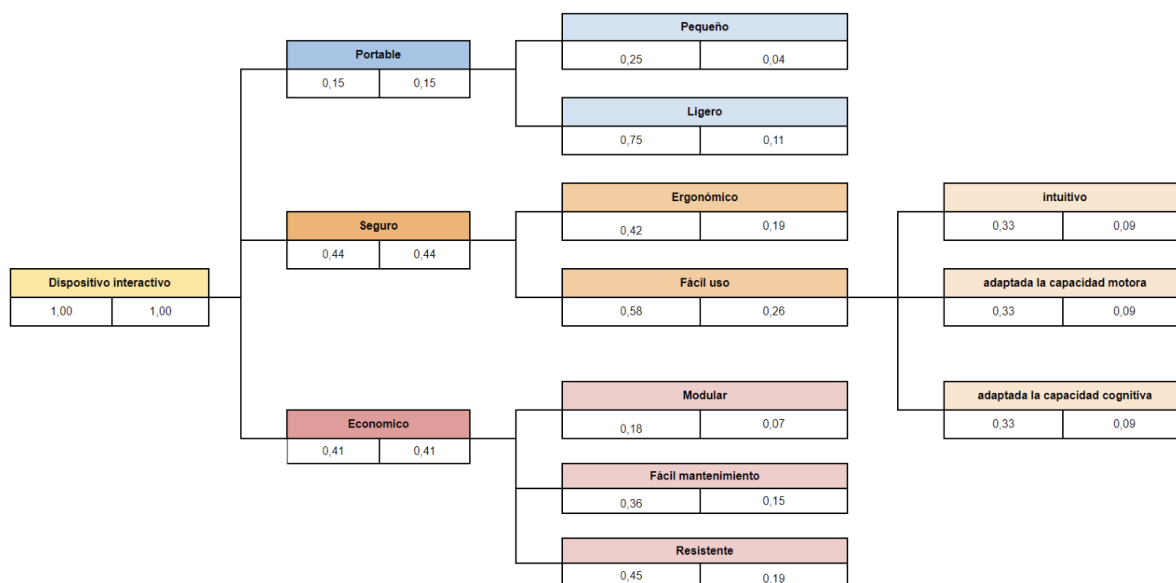 Dispositivo interactivo
1,00 1,00
Portable
0,15 0,15
Pequeño
0,25 0,04
Ligero
0,75 0,11
Seguro
0,44 0,44
Ergonómico
0,42 0,19
Fácil uso
0,58 0,26
intuitivo
0,33 0,09
adaptada la capacidad motora
0,33 0,09
adaptada la capacidad cognitiva
0,33 0,09
Economico
0,41 0,41
Modular
0,18 0,07
Fácil mantenimiento
0,36 0,15
Resistente
0,45 0,19